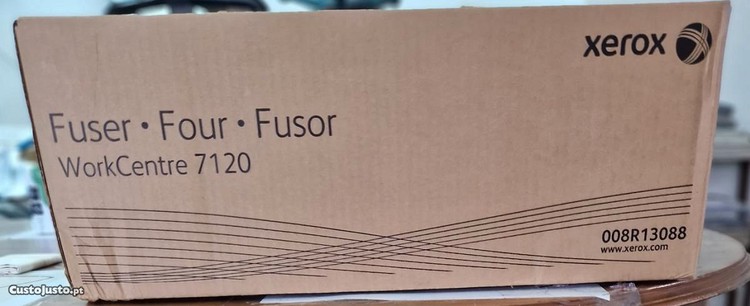 xerox
Fuser • Four • Fusor
WorkCentre 7120
008R13088
www.xerox.com
CustoJusto.pt